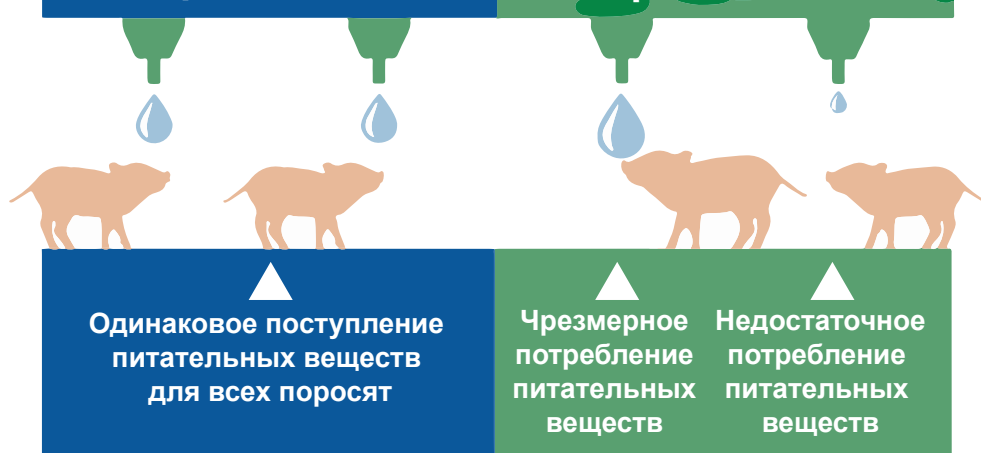 Одинаковое поступление
питательных веществ
для всех поросят
Чрезмерное
потребление
питательных
веществ
Недостаточное
потребление
питательных
веществ